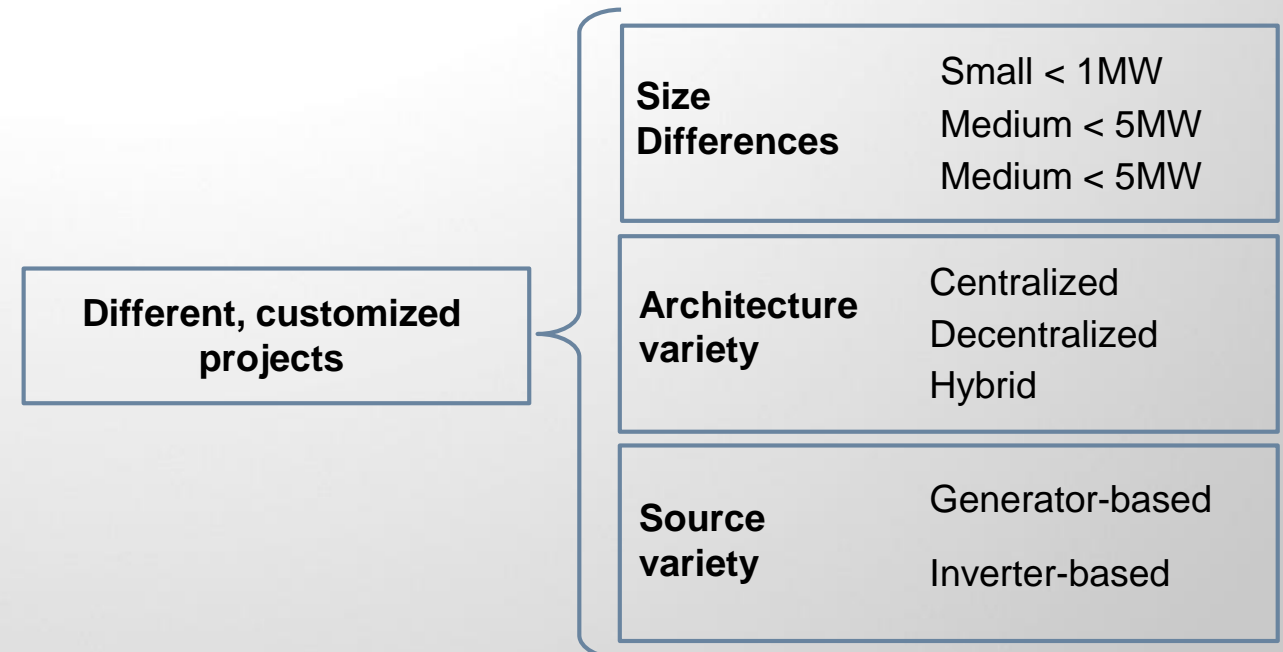 Different, customized
projects
Size
Differences
Small < 1MW
Medium < 5MW
Medium < 5MW
Architecture
variety
Centralized
Decentralized
Hybrid
Source
variety
Generator-based
Inverter-based